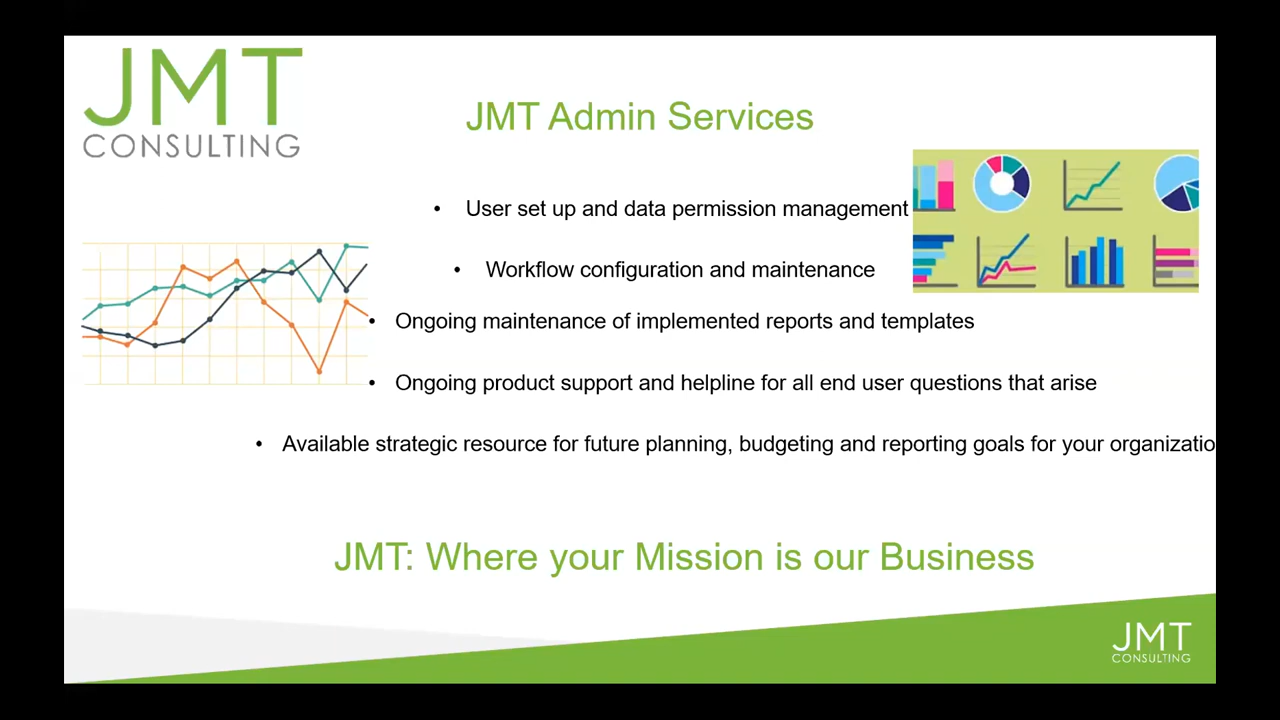 JMT
CONSULTING
JMT Admin Services
• User set up and data permission management
• Workflow configuration and maintenance
• Ongoing maintenance of implemented reports and templates
• Ongoing product support and helpline for all end user questions that arise
• Available strategic resource for future planning, budgeting and reporting goals for your organizatio
JMT: Where your Mission is our Business
JMT
CONSULTING